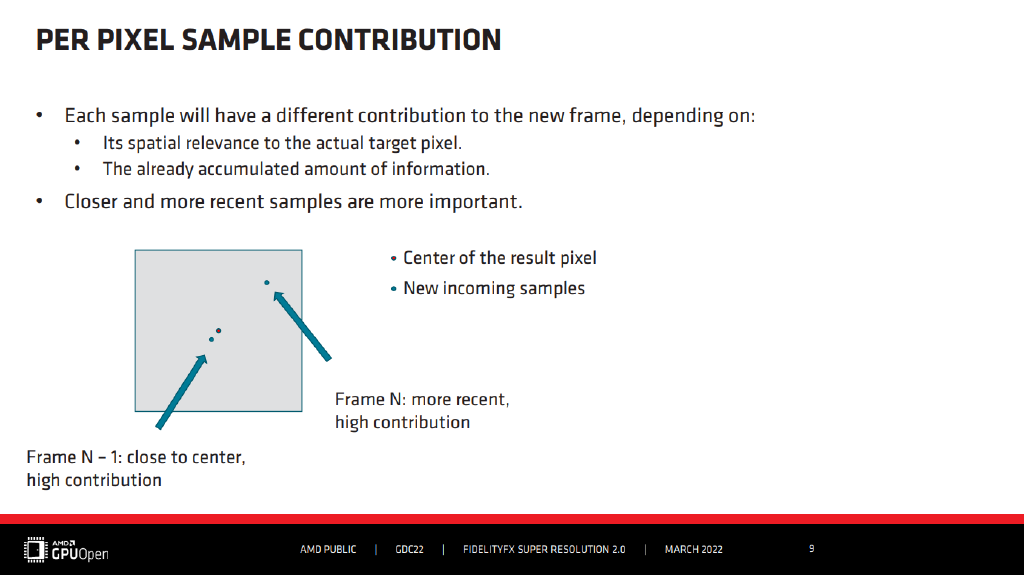 PER PIXEL SAMPLE CONTRIBUTION
• Each sample will have a different contribution to the new frame, depending on:
• Its spatial relevance to the actual target pixel.
• The already accumulated amount of information.
• Closer and more recent samples are more important.
• Center of the result pixel
• New incoming samples
Frame N: more recent,
high contribution
Frame N – 1: close to center,
high contribution
AMD
GPUOpen
AMD PUBLIC | GDC22 | FIDELITYFX SUPER RESOLUTION 2.0 | MARCH 2022 9